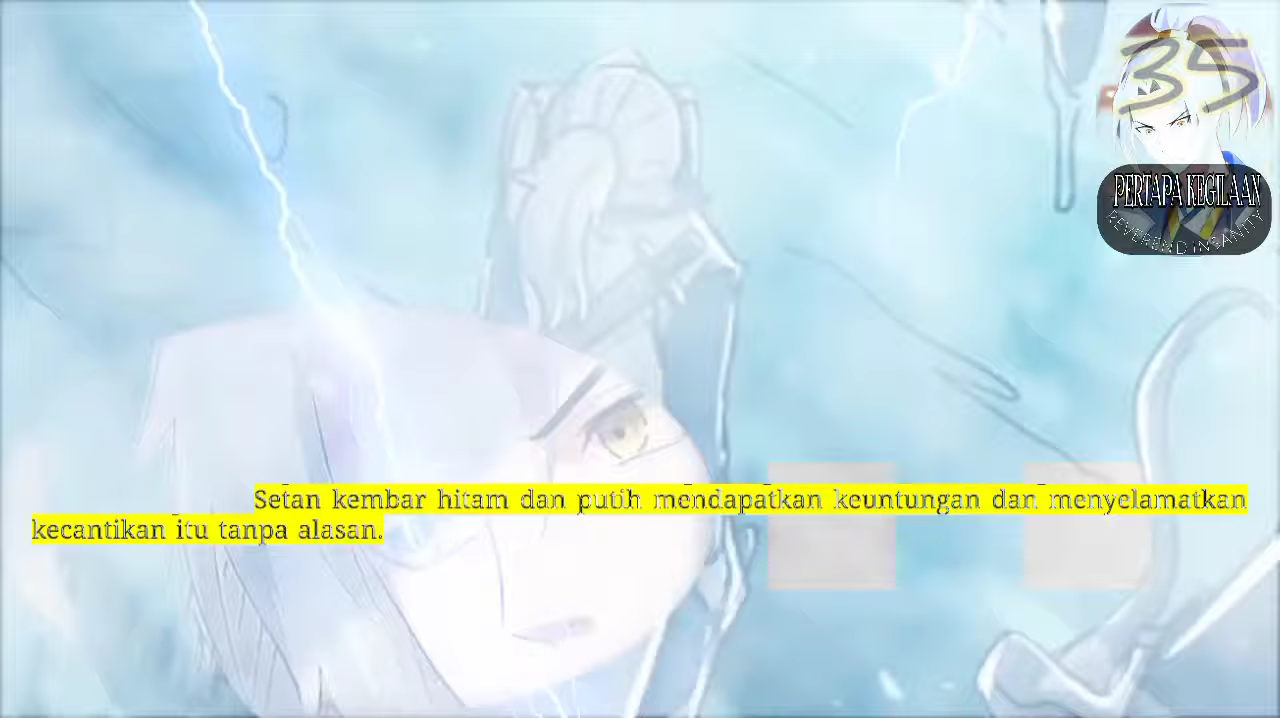 35
PERTAPA KEGILAAN
REVEREND INSANITY
Setan kembar hitam dan putih mendapatkan keuntungan dan menyelamatkan
kecantikan itu tanpa alasan.